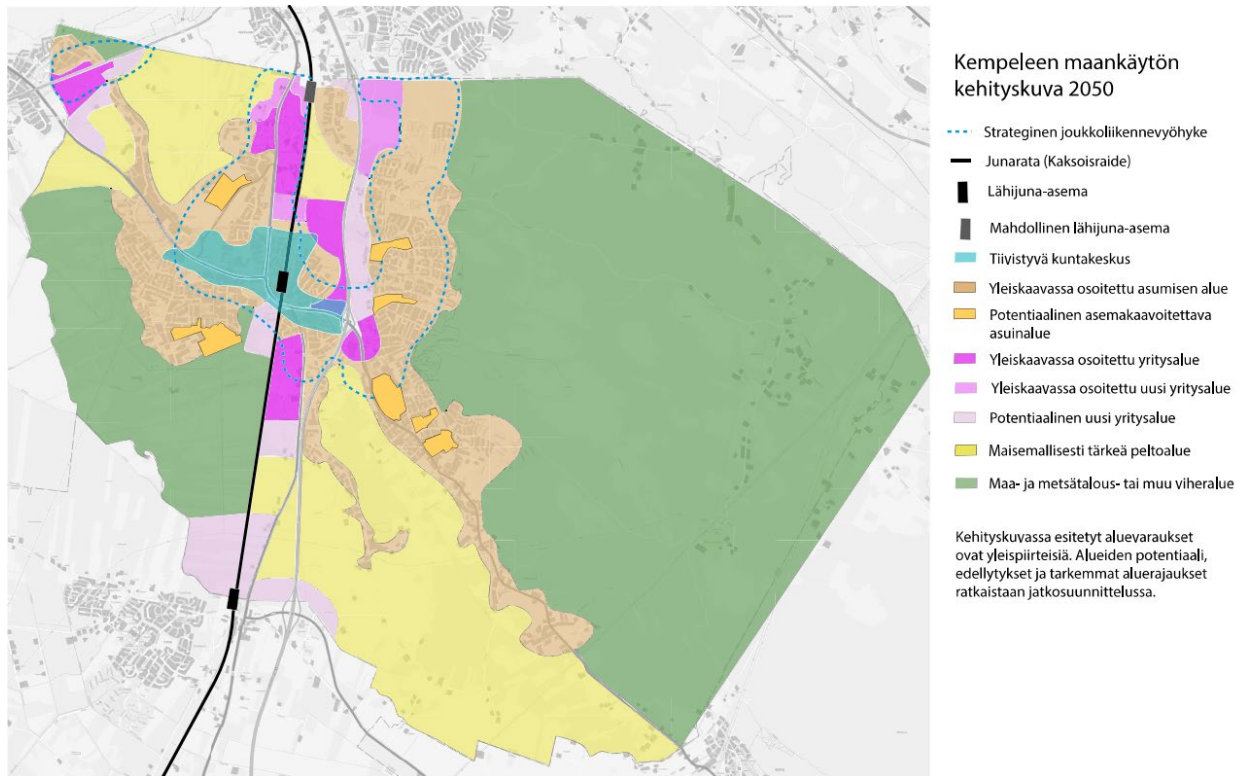 Kempeleen maankäytön
kehityskuva 2050
Strateginen joukkoliikennevyöhyke
Junarata (Kaksoisraide)
Lähijuna-asema
Mahdollinen lähijuna-asema
Tiivistyvä kuntakeskus
Yleiskaavassa osoitettu asumisen alue
Potentiaalinen asemakaavoitettava
asuinalue
Yleiskaavassa osoitettu yritysalue
Yleiskaavassa osoitettu uusi yritysalue
Potentiaalinen uusi yritysalue
Maisemallisesti tärkeä peltoalue
Maa- ja metsätalous- tai muu viheralue
Kehityskuvassa esitetyt aluevaraukset
ovat yleispiirteisiä. Alueiden potentiaali,
edellytykset ja tarkemmat aluerajaukset
ratkaistaan jatkosuunnittelussa.